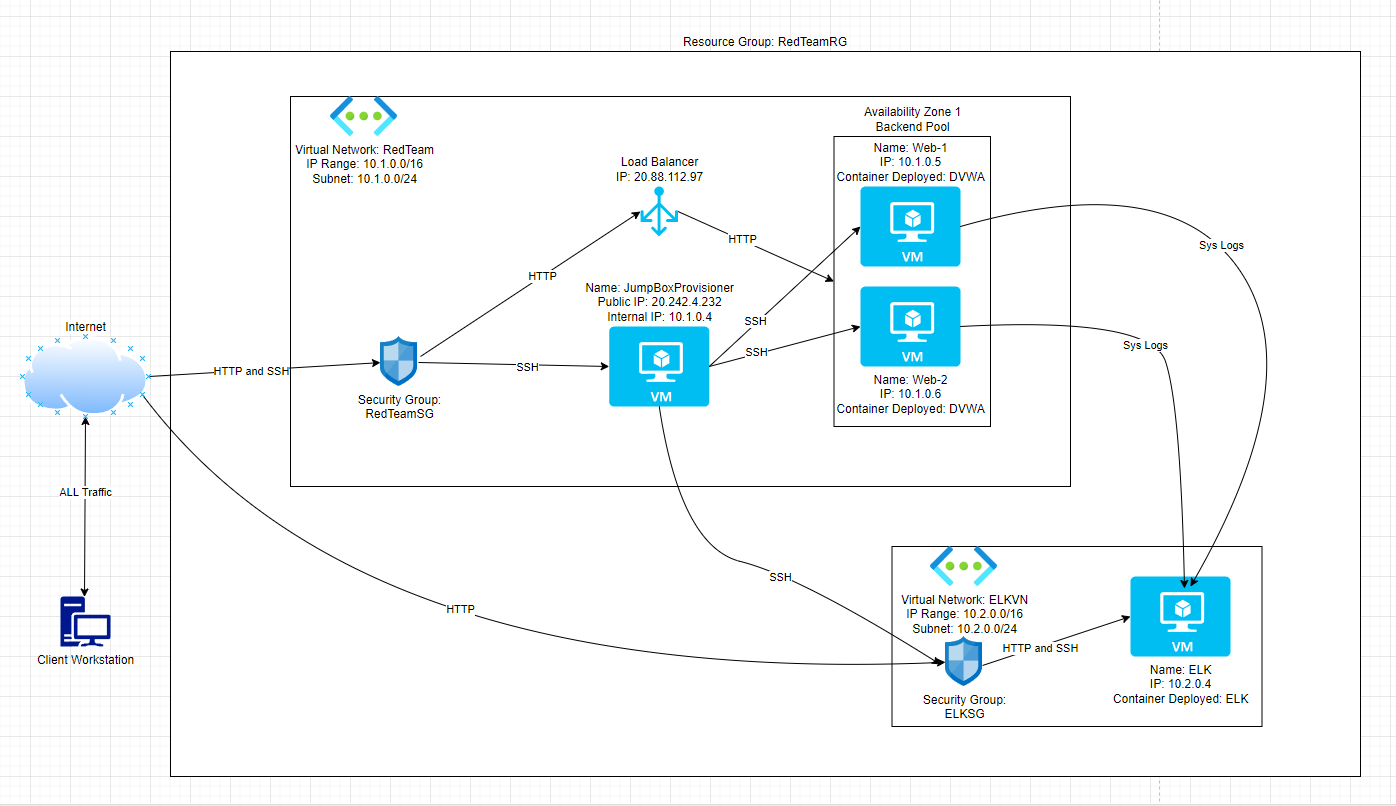 Resource Group: RedTeamRG
Virtual Network: RedTeam
IP Range: 10.1.0.0/16
Subnet: 10.1.0.0/24
Availability Zone 1
Backend Pool
Name: Web-1
IP: 10.1.0.5
Container Deployed: DVWA
VM
Load Balancer
IP: 20.88.112.97
HTTP
HTTP
Sys Logs
Name: JumpBoxProvisioner
Public IP: 20.242.4.232
Internal IP: 10.1.0.4
VM
SSH
SSH
VM
Name: Web-2
IP: 10.1.0.6
Container Deployed: DVWA
Sys Logs
Internet
HTTP and SSH
SSH
Security Group:
RedTeamSG
ALL Traffic
Client Workstation
HTTP
SSH
Virtual Network: ELKVN
IP Range: 10.2.0.0/16
Subnet: 10.2.0.0/24
HTTP and SSH
Security Group:
ELKSG
VM
Name: ELK
IP: 10.2.0.4
Container Deployed: ELK